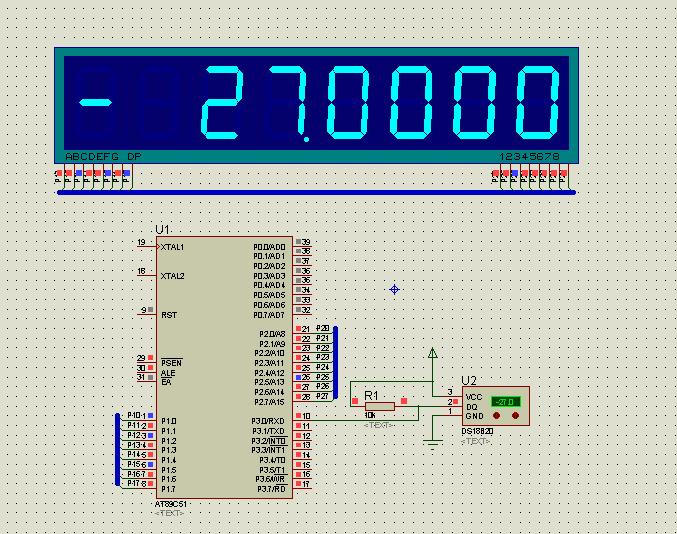 - 27.0000
ABCDEFG DP
12345678
U1
19 XTAL1
18 XTAL2
9 RST
29 PSEN
30 ALE
31 EA
P0.0/AD0 39
P0.1/AD1 38
P0.2/AD2 37
P0.3/AD3 36
P0.4/AD4 35
P0.5/AD5 34
P0.6/AD6 33
P0.7/AD7 32
P2.0/A8 21 P20
P2.1/A9 22 P21
P2.2/A10 23 P22
P2.3/A11 24 P23
P2.4/A12 25 P24
P2.5/A13 26 P25
P2.6/A14 27 P26
P2.7/A15 28 P27
P10 1 P1.0
P11 2 P1.1
P12 3 P1.2
P13 4 P1.3
P14 5 P1.4
P15 6 P1.5
P16 7 P1.6
P17 8 P1.7
P3.0/RXD 10
P3.1/TXD 11
P3.2/INT0 12
P3.3/INT1 13
P3.4/T0 14
P3.5/T1 15
P3.6/WR 16
P3.7/RD 17
AT89C51
<TEXT>
R1
10k
<TEXT>
U2
3 VCC
2 DQ
1 GND
-27.0
DS18B20
<TEXT>